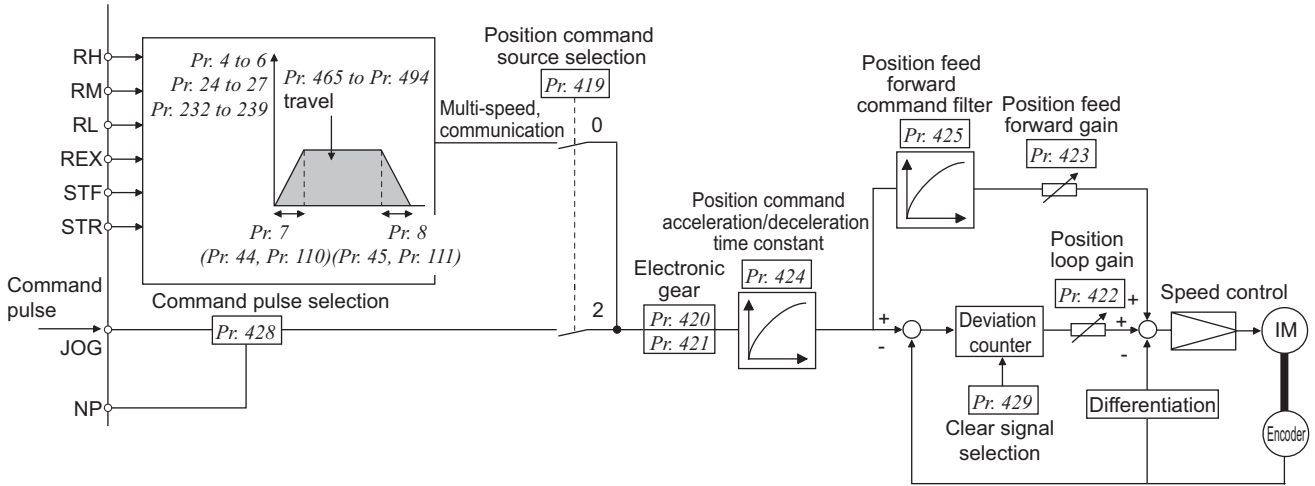 RH
RM
RL
REX
STF
STR
Pr. 4 to 6
Pr. 24 to 27
Pr. 232 to 239
Pr. 465 to Pr. 494
travel
Pr. 7
(Pr. 44, Pr. 110)
Pr. 8
(Pr. 45, Pr. 111)
Multi-speed,
communication
Position command
source selection
Pr. 419
0
2
Command
pulse
JOG
NP
Command pulse selection
Pr. 428
Electronic
gear
Pr. 420
Pr. 421
Position command
acceleration/deceleration
time constant
Pr. 424
Position feed
forward
command filter
Pr. 425
Position feed
forward gain
Pr. 423
+
-
Deviation
counter
Pr. 429
Clear signal
selection
Position
loop gain
Pr. 422
+
+
-
Speed control
IM
Differentiation
Encoder